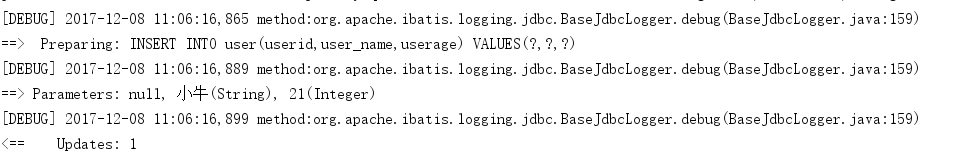 [DEBUG] 2017-12-08 11:06:16,865 method:org.apache.ibatis.logging.jdbc.BaseJdbcLogger.debug(BaseJdbcLogger.java:159)
==>  Preparing: INSERT INTO user(userid,user_name,userage) VALUES(?,?,?)
[DEBUG] 2017-12-08 11:06:16,889 method:org.apache.ibatis.logging.jdbc.BaseJdbcLogger.debug(BaseJdbcLogger.java:159)
==> Parameters: null, 小牛(String), 21(Integer)
[DEBUG] 2017-12-08 11:06:16,899 method:org.apache.ibatis.logging.jdbc.BaseJdbcLogger.debug(BaseJdbcLogger.java:159)
<==    Updates: 1